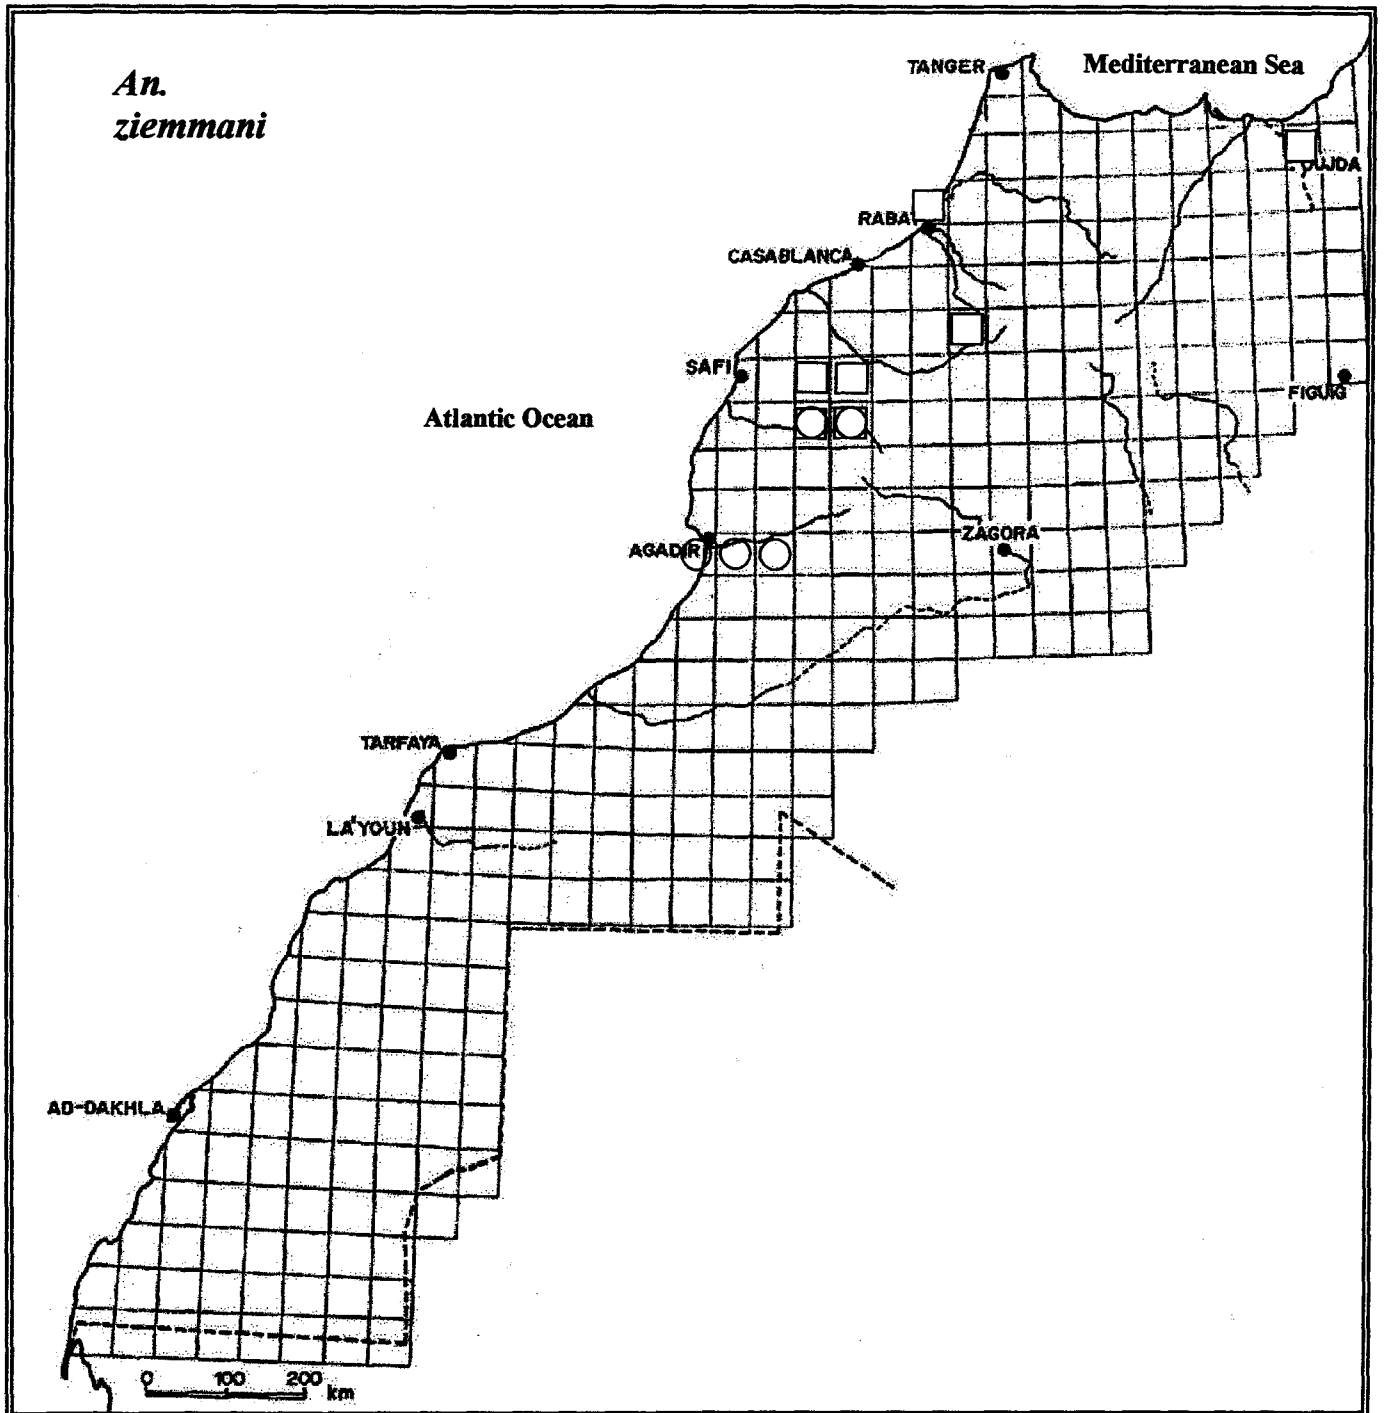 An.
ziemmani
TANGER
Mediterranean Sea
UJDA
RABA
CASABLANCA
SAFI
FIGUIG
Atlantic Ocean
ZAGORA
AGADIR
TARFAYA
LA'YOUN
AD-DAKHLA
0 100 200 km